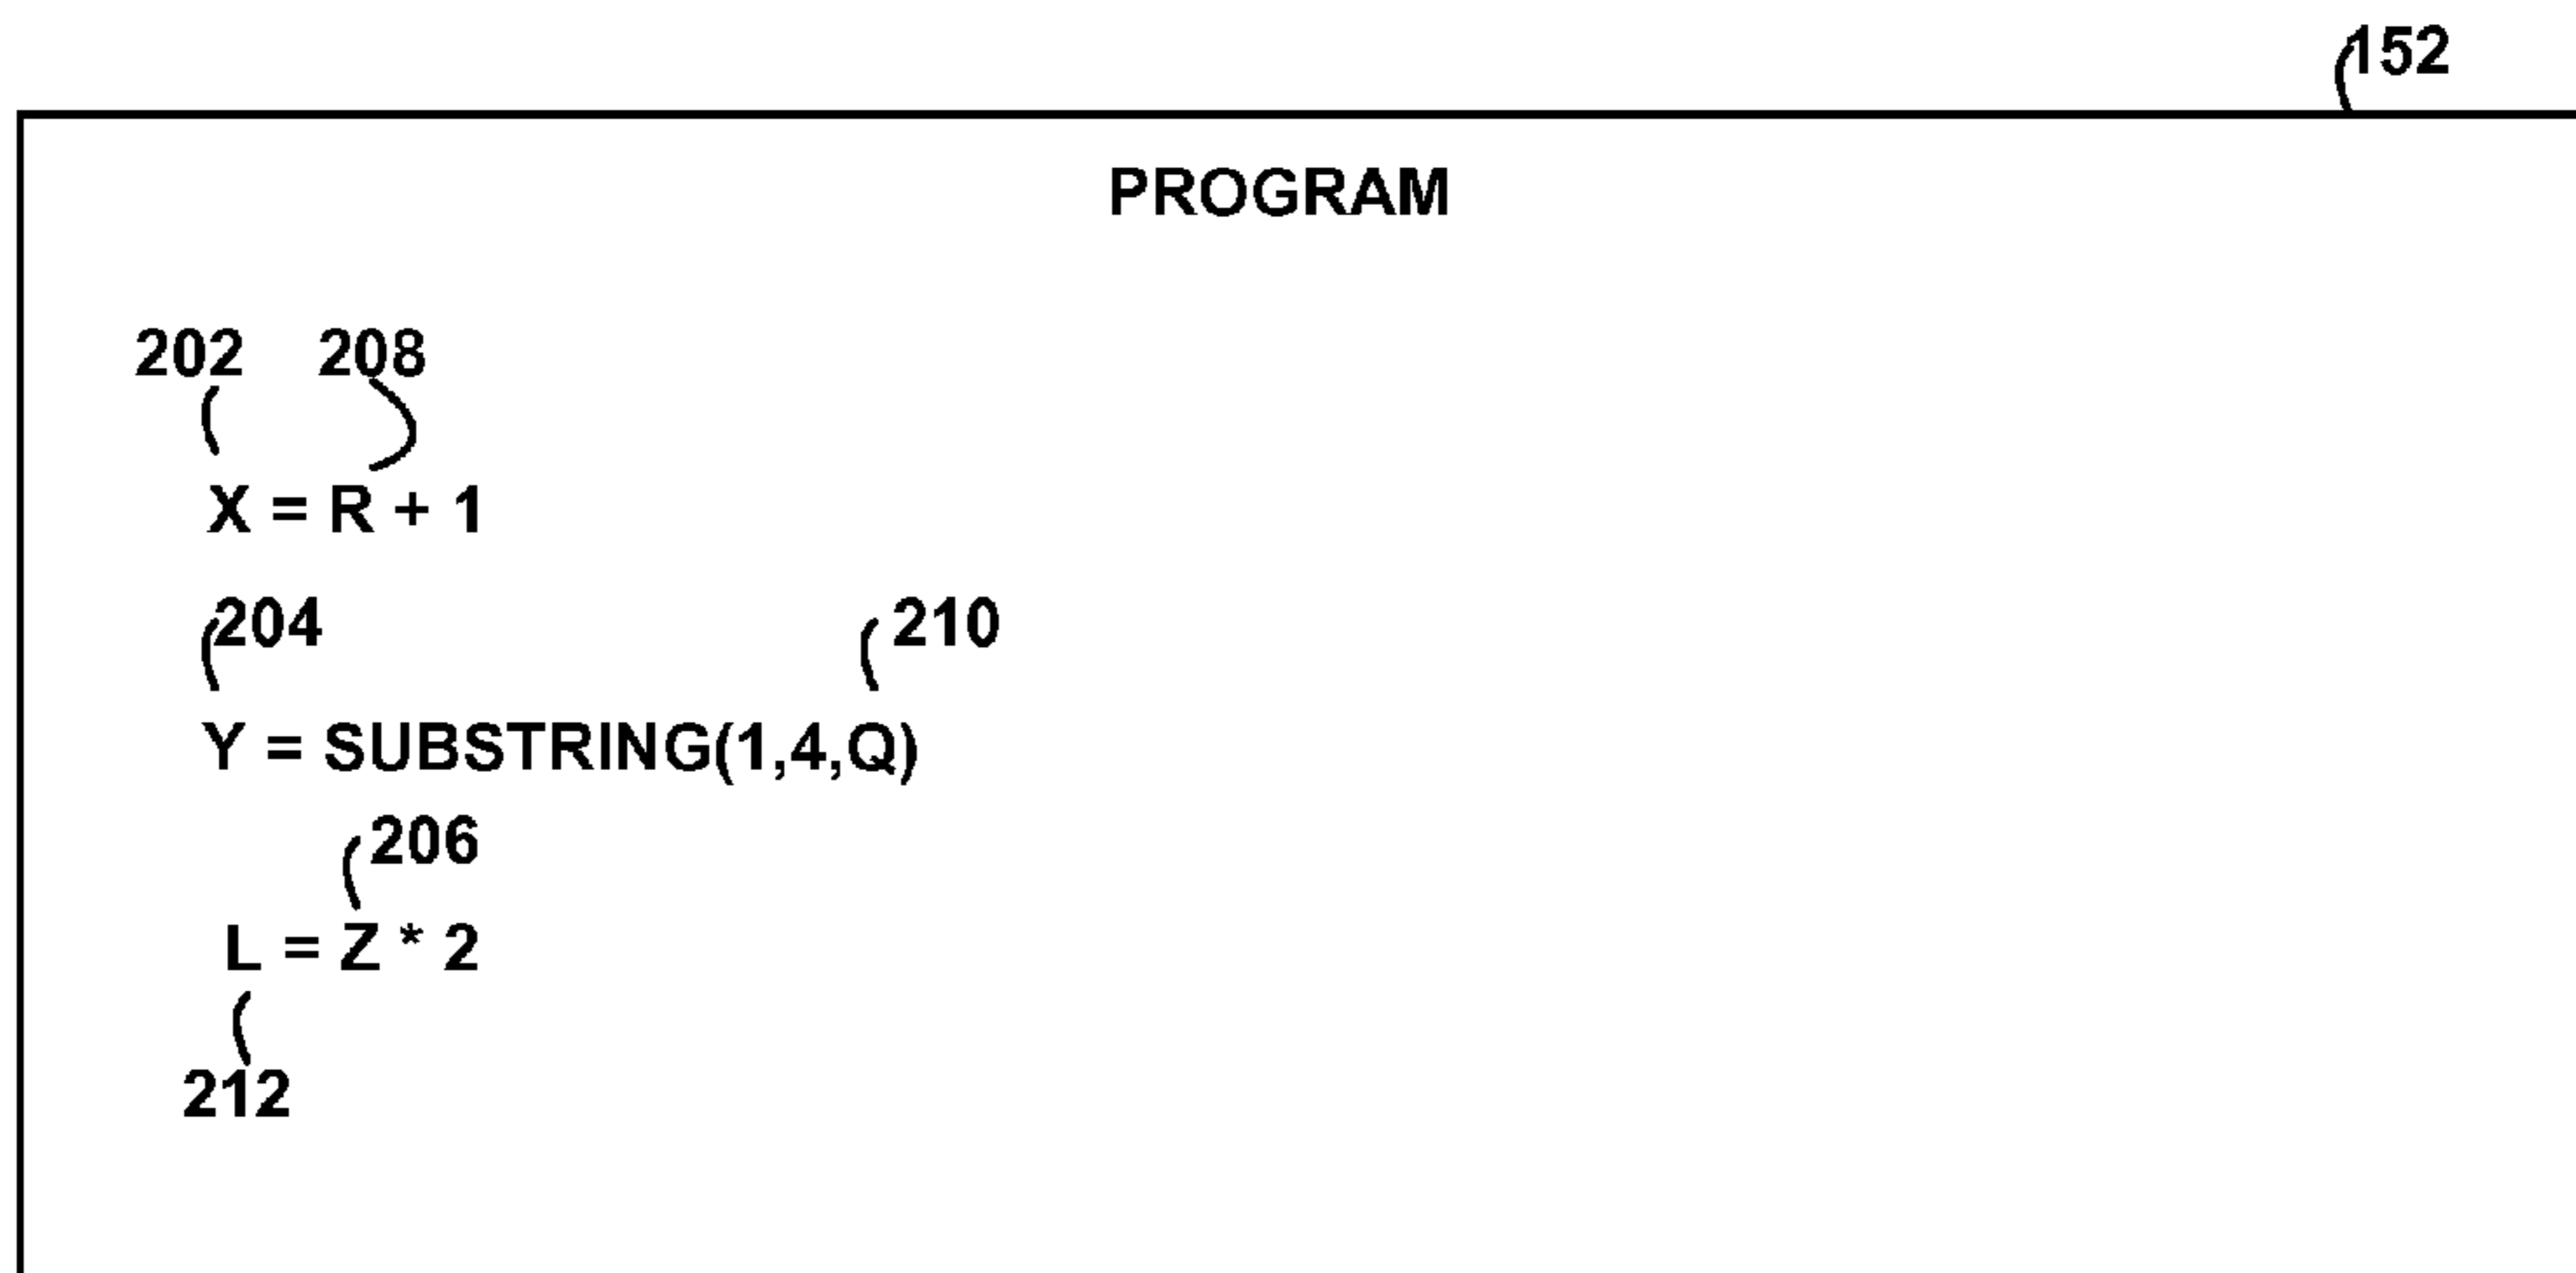 152
PROGRAM
202 208
X = R + 1
204 210
Y = SUBSTRING(1,4,Q)
206
L = Z * 2
212